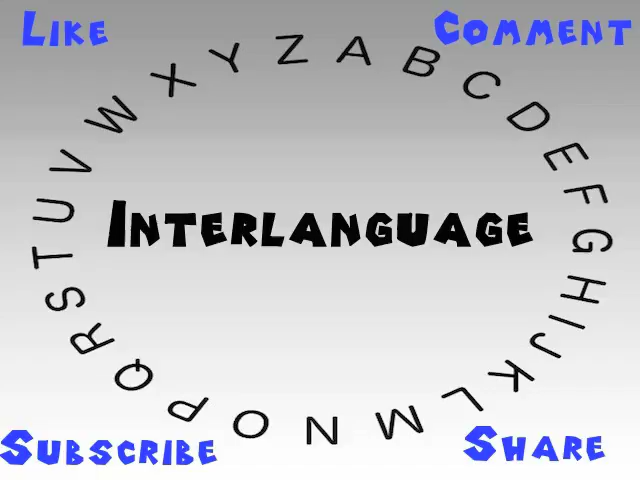 Like
Comment
A B C D E F G H I J K L M N O P Q R S T U V W X Y Z
Interlanguage
Subscribe
Share